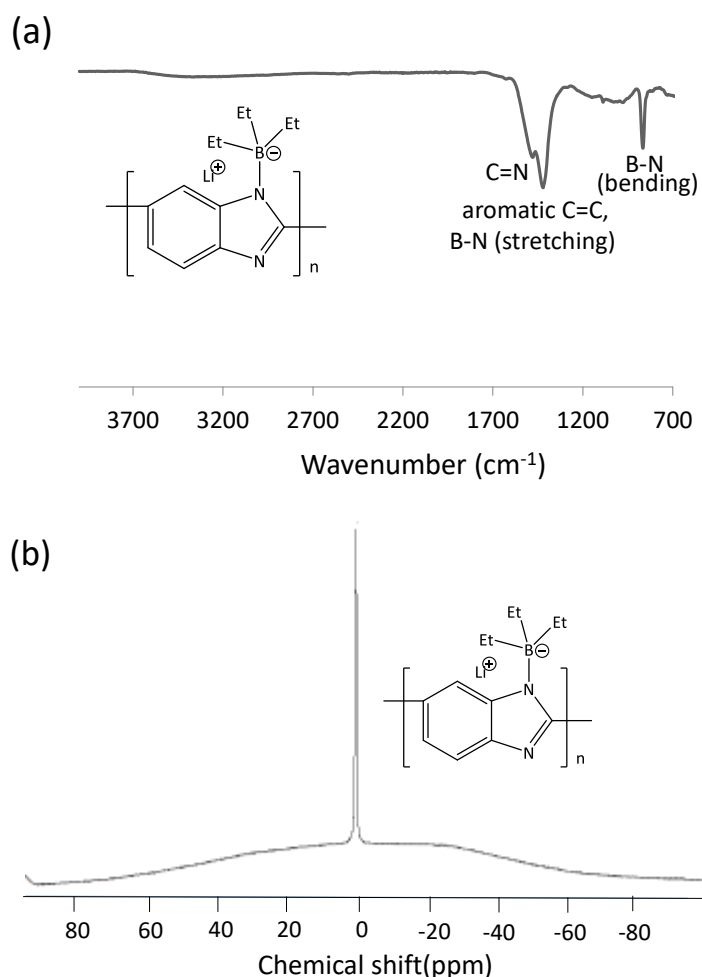 (a)
Et
Et
Et
Li⊕
B⊖
N
N
n
C=N
aromatic C=C,
B-N (stretching)
B-N
(bending)
3700 3200 2700 2200 1700 1200 700
Wavenumber (cm⁻¹)
(b)
Et
Et
Et
Li⊕
B⊖
N
N
n
80 60 40 20 0 -20 -40 -60 -80
Chemical shift(ppm)